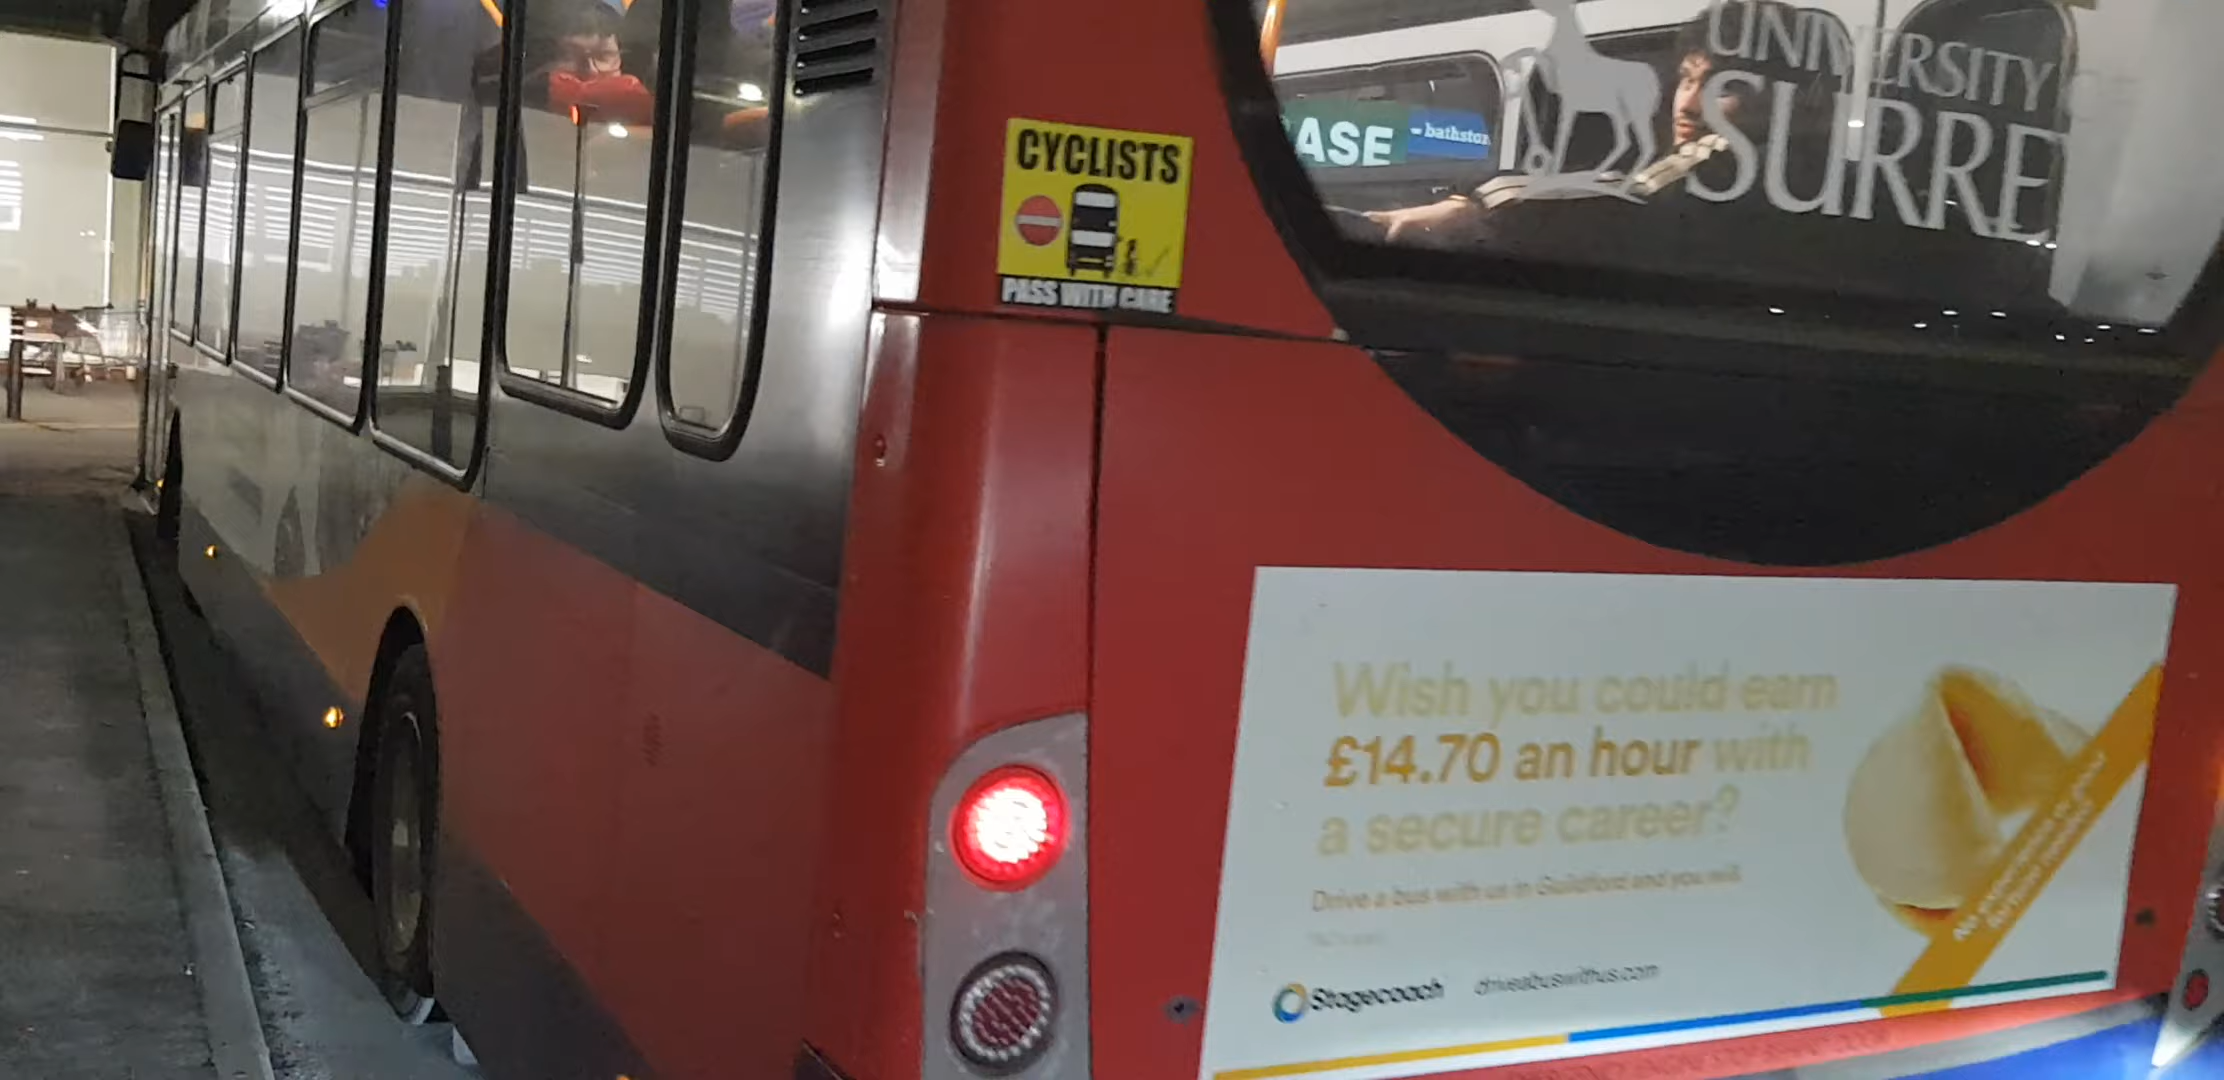 CYCLISTS
PASS WITH CARE
ASE
UNIVERSITY
SURRE
Wish you could earn
£14.70 an hour with
a secure career?
Drive a bus with us in Guildford and you will
Stagecoach driveabuswithus.com